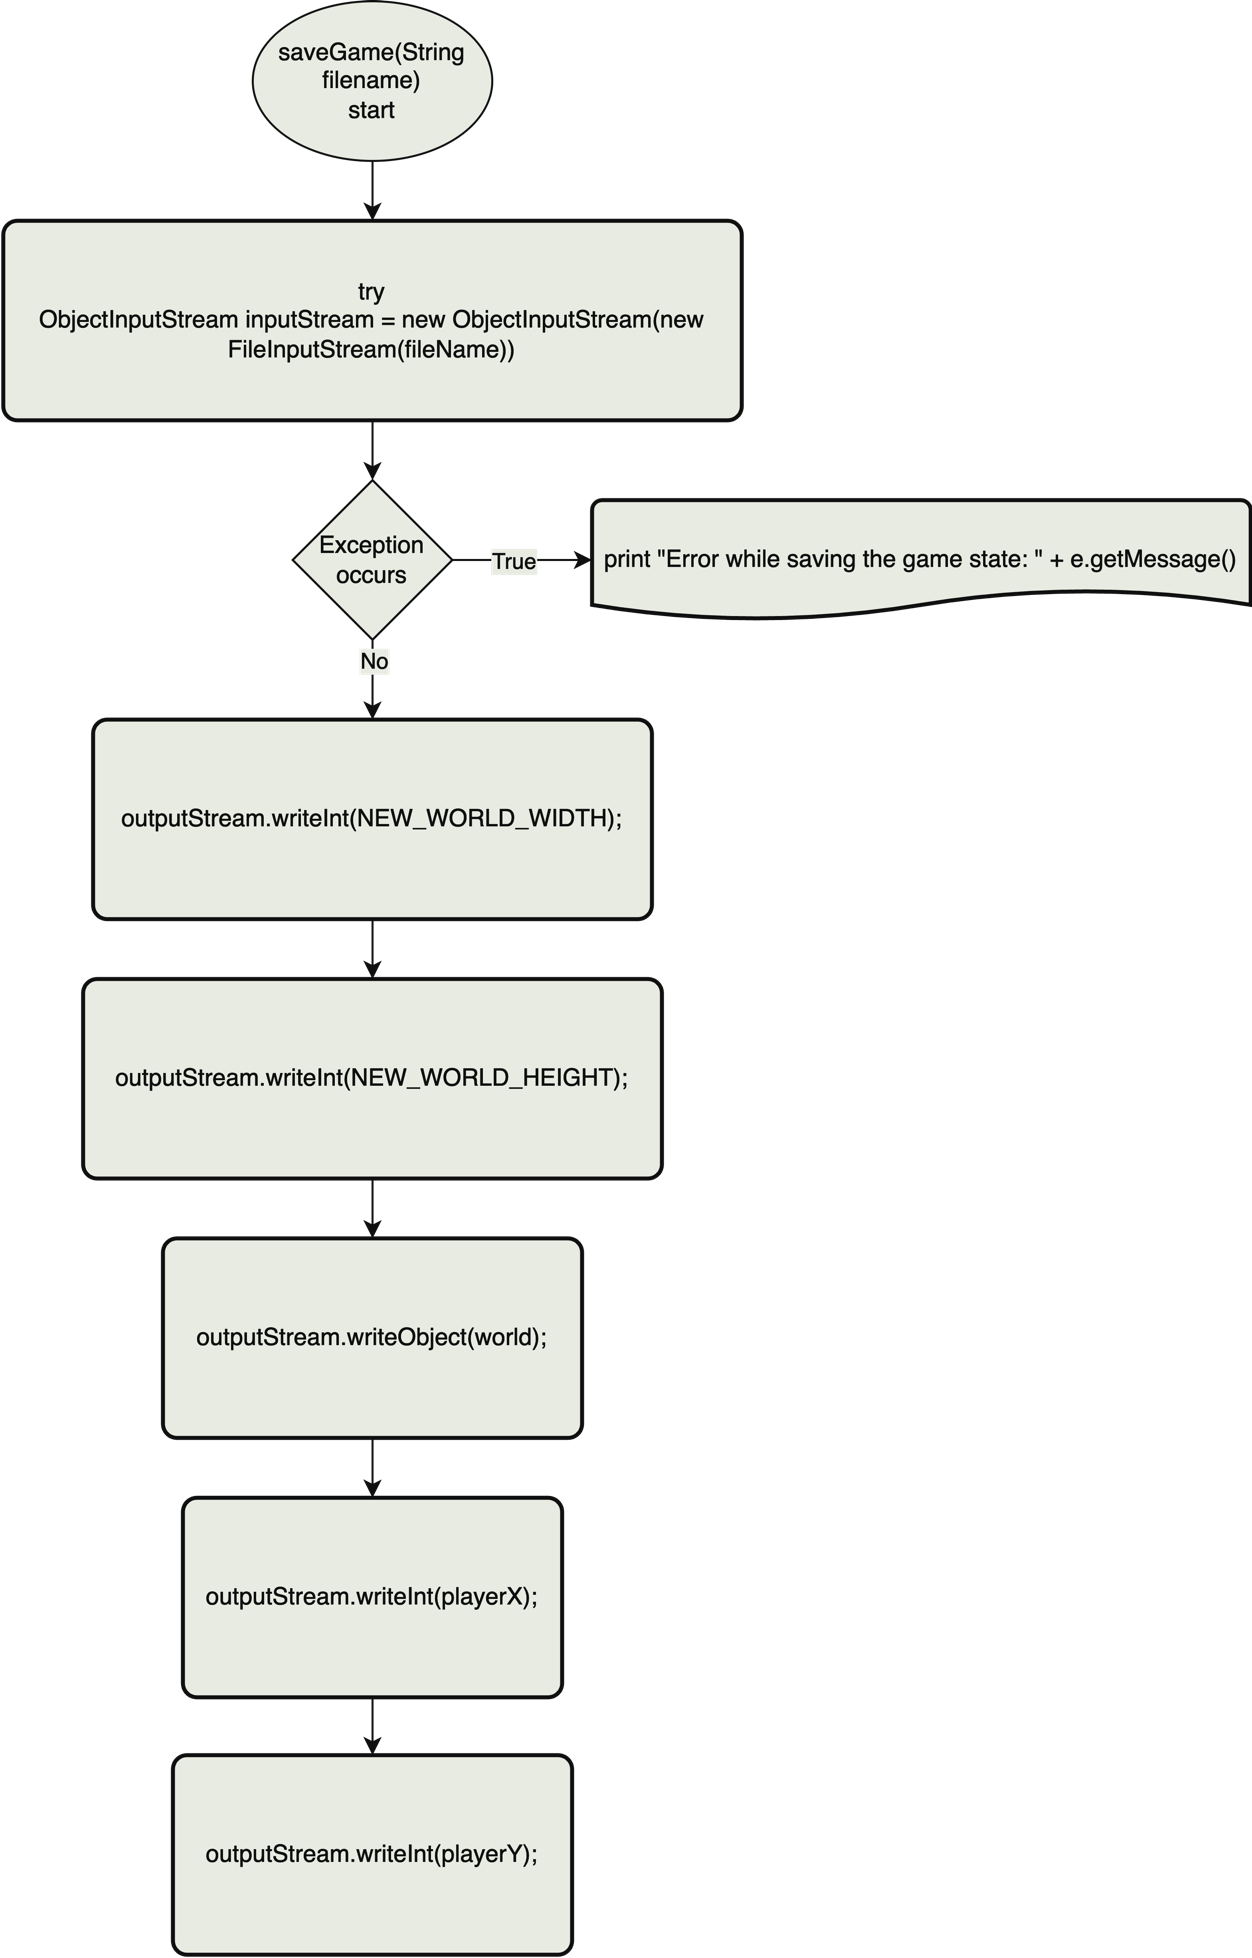 saveGame(String
filename)
start
try
ObjectInputStream inputStream = new ObjectInputStream(new
FileInputStream(fileName))
Exception
occurs
True
print "Error while saving the game state: " + e.getMessage()
No
outputStream.writeInt(NEW_WORLD_WIDTH);
outputStream.writeInt(NEW_WORLD_HEIGHT);
outputStream.writeObject(world);
outputStream.writeInt(playerX);
outputStream.writeInt(playerY);